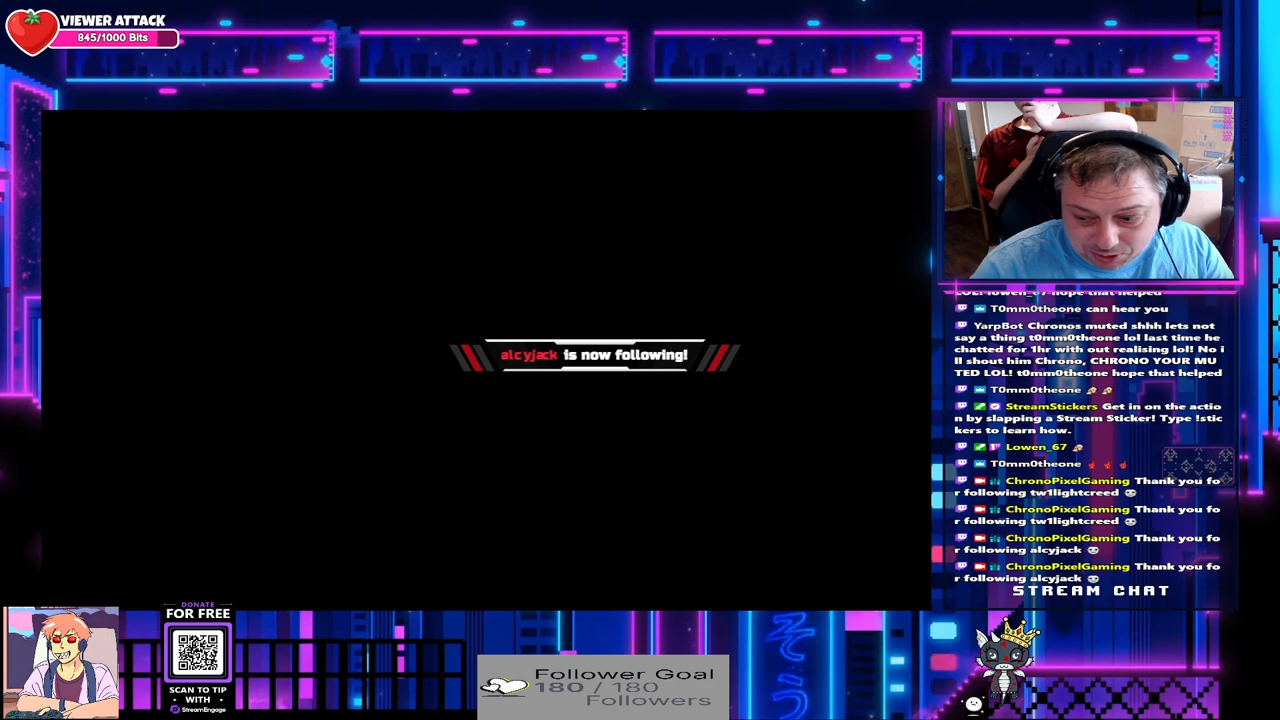 VIEWER ATTACK
845/1000 Bits
alcyjack is now following!
T0mm0theone can hear you
YarpBot Chronos muted shhh lets not
say a thing t0mm0theone lol last time he
chatted for 1hr with out realising lol! No i
ll shout him Chrono, CHRONO YOUR MU
TED LOL! t0mm0theone hope that helped
T0mm0theone
StreamStickers Get in on the actio
n by slapping a Stream Sticker! Type !stic
kers to learn how.
Lowen_67
T0mm0theone
ChronoPixelGaming Thank you fo
r following tw1lightcreed
ChronoPixelGaming Thank you fo
r following tw1lightcreed
ChronoPixelGaming Thank you fo
r following alcyjack
ChronoPixelGaming Thank you fo
r following alcyjack
STREAM CHAT
DONATE
FOR FREE
SCAN TO TIP
WITH
StreamEngage
Follower Goal
180 / 180
Followers